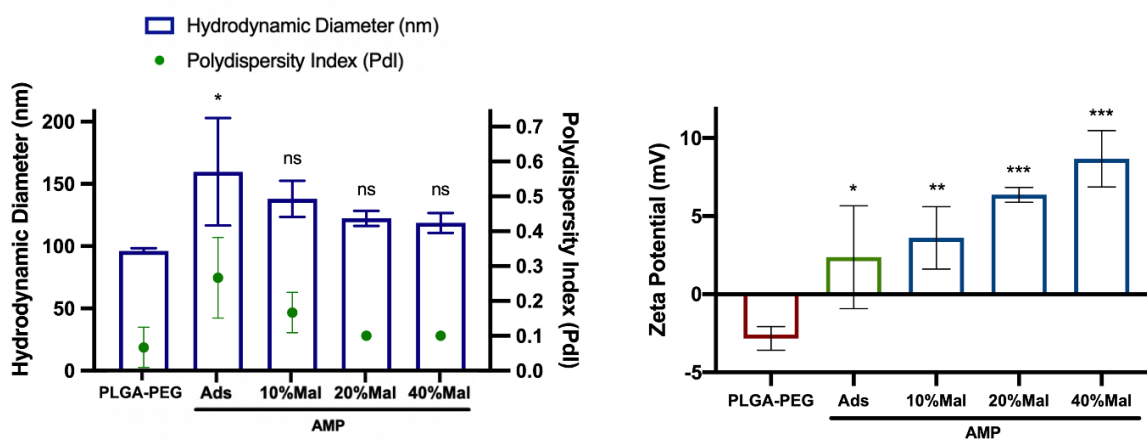 Hydrodynamic Diameter (nm)
Polydispersity Index (PdI)
Hydrodynamic Diameter (nm)
200
150
100
50
0
* ns ns ns
0.7
0.6
0.5
0.4
0.3
0.2
0.1
0.0
Polydispersity Index (PdI)
PLGA-PEG Ads 10%Mal 20%Mal 40%Mal
AMP
Zeta Potential (mV)
10
5
0
-5
* ** *** ***
PLGA-PEG Ads 10%Mal 20%Mal 40%Mal
AMP